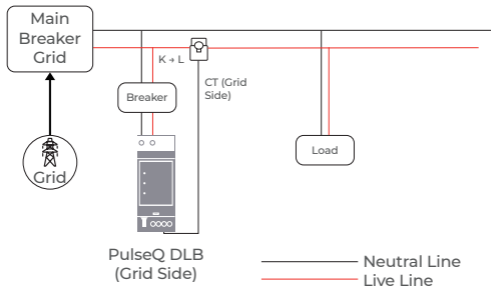 Main
Breaker
Grid
K → L
CT (Grid
Side)
Breaker
Load
Grid
PulseQ DLB
(Grid Side)
Neutral Line
Live Line